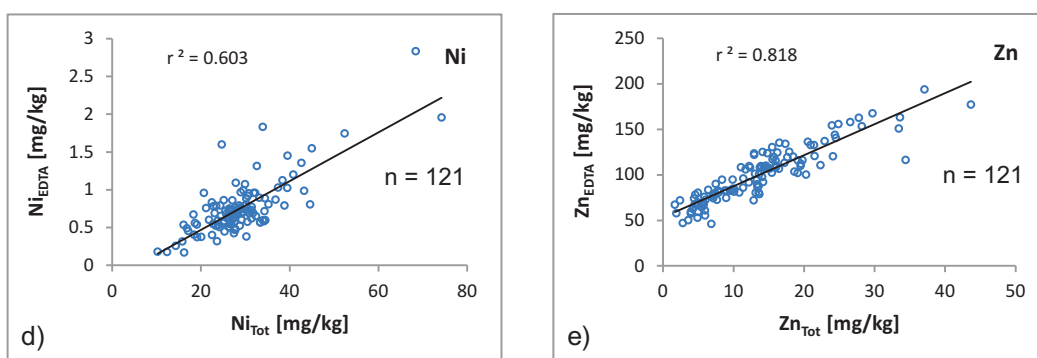 r ² = 0.603
Ni
3
2.5
2
1.5
1
0.5
0
Ni_EDTA [mg/kg]
n = 121
0 20 40 60 80
Ni_Tot [mg/kg]
d)
r ² = 0.818
Zn
250
200
150
100
50
0
Zn_EDTA [mg/kg]
n = 121
0 10 20 30 40 50
Zn_Tot [mg/kg]
e)